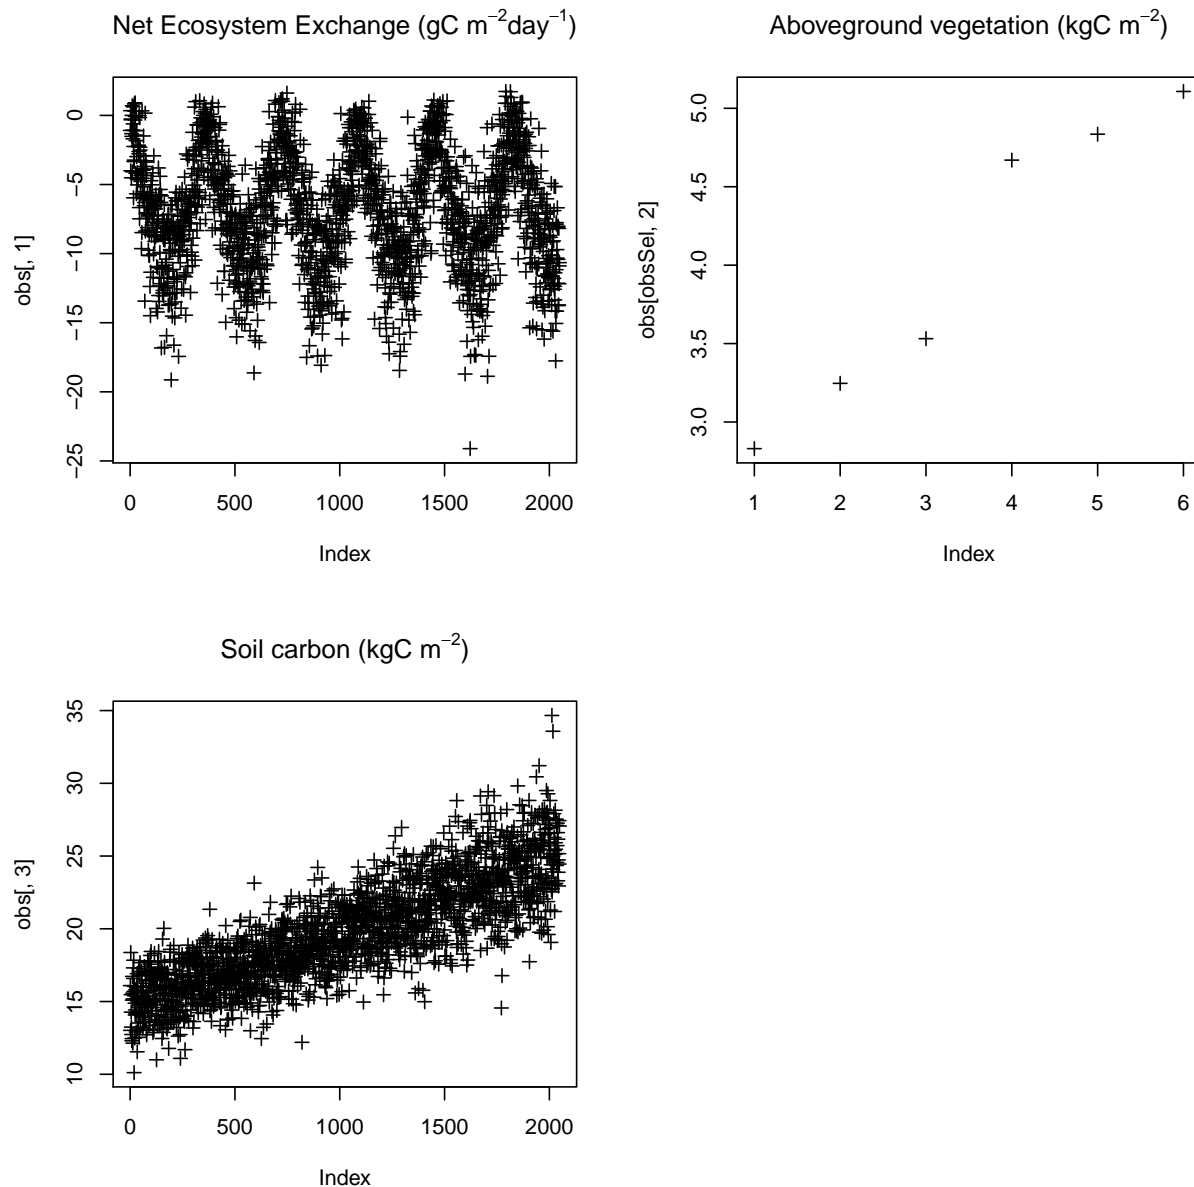 Net Ecosystem Exchange (gC m⁻²day⁻¹)
obs[, 1]
0
−5
−10
−15
−20
−25
0 500 1000 1500 2000
Index
Aboveground vegetation (kgC m⁻²)
obs[obsSel, 2]
5.0
4.5
4.0
3.5
3.0
1 2 3 4 5 6
Index
Soil carbon (kgC m⁻²)
obs[, 3]
35
30
25
20
15
10
0 500 1000 1500 2000
Index